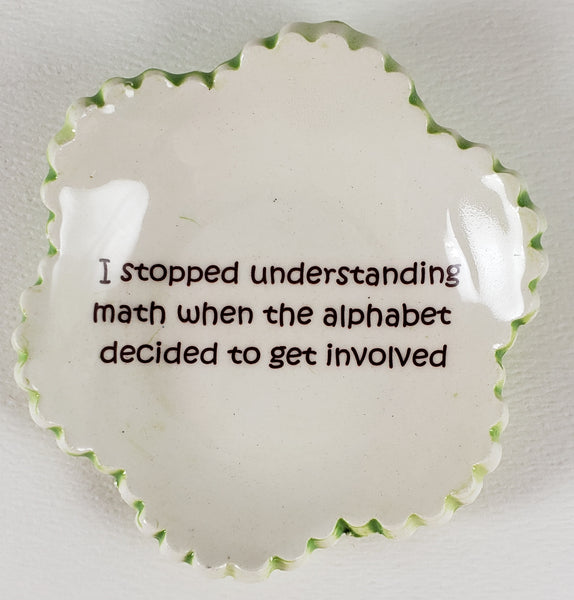 I stopped understanding
math when the alphabet
decided to get involved